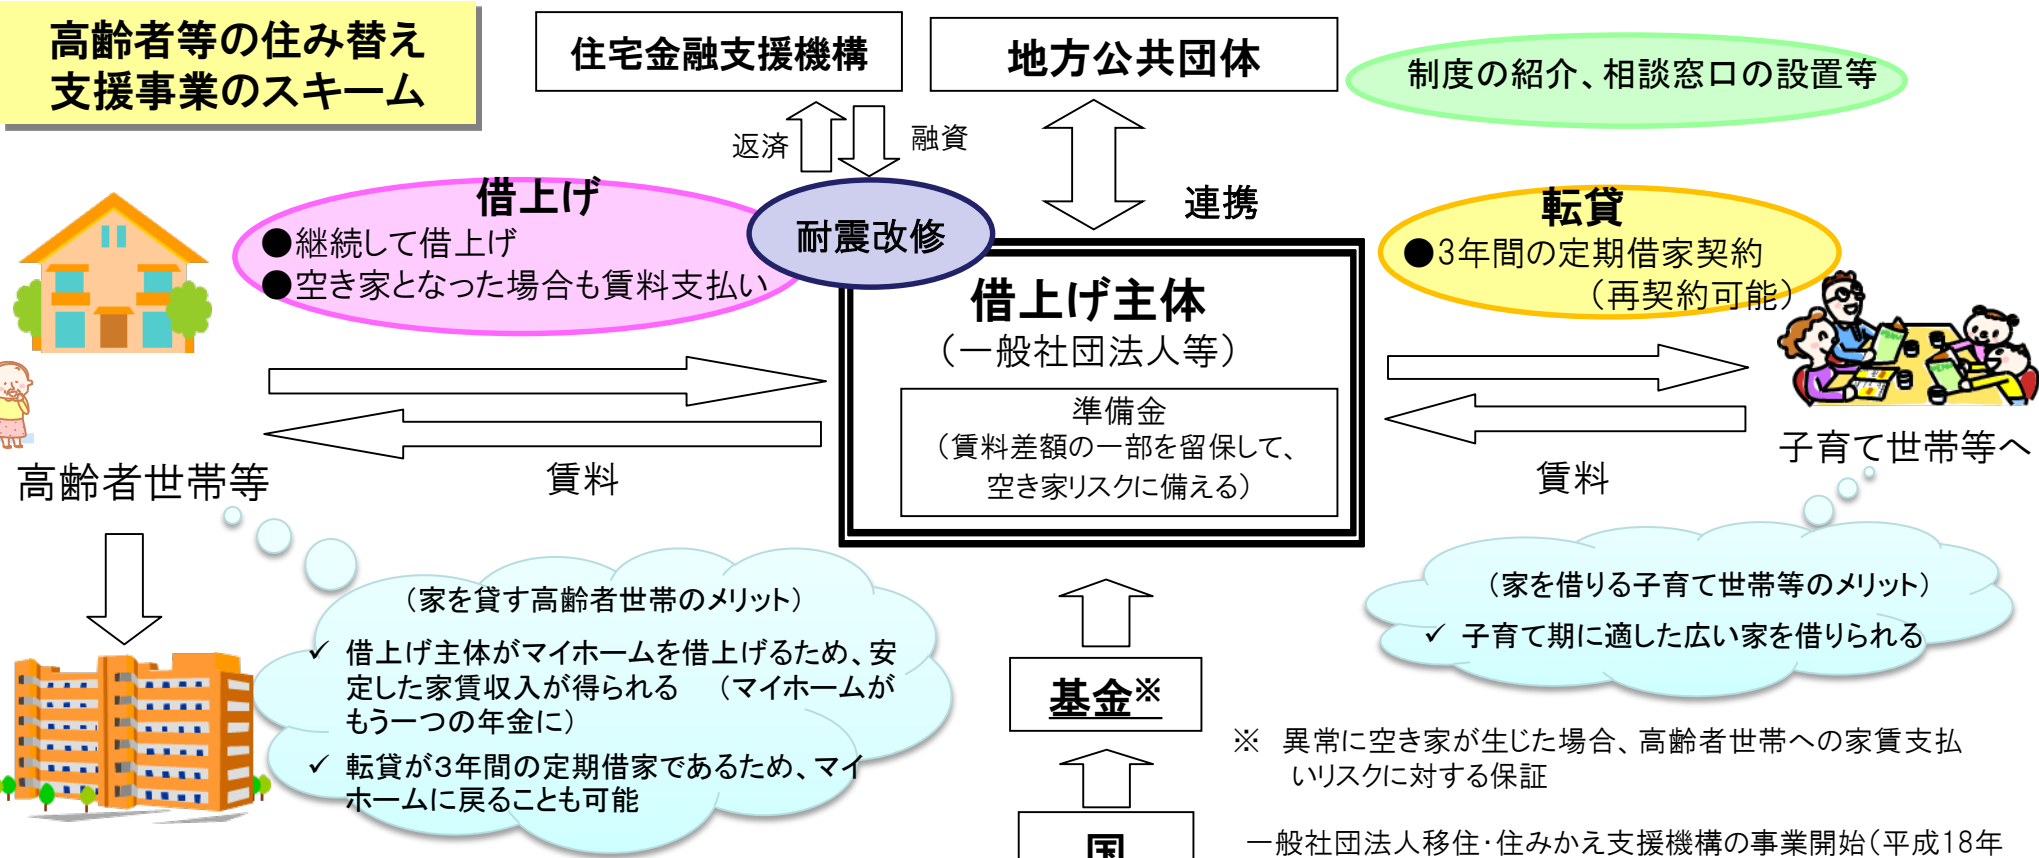 高齢者等の住み替え
支援事業のスキーム
住宅金融支援機構
地方公共団体
制度の紹介、相談窓口の設置等
返済
融資
連携
借上げ
●継続して借上げ
●空き家となった場合も賃料支払い
耐震改修
転貸
●3年間の定期借家契約
（再契約可能）
借上げ主体
（一般社団法人等）
準備金
（賃料差額の一部を留保して、
空き家リスクに備える）
高齢者世帯等
賃料
賃料
子育て世帯等へ
（家を貸す高齢者世帯のメリット）
✓ 借上げ主体がマイホームを借上げるため、安
定した家賃収入が得られる　（マイホームが
もう一つの年金に）
✓ 転貸が3年間の定期借家であるため、マイ
ホームに戻ることも可能
（家を借りる子育て世帯等のメリット）
✓ 子育て期に適した広い家を借りられる
基金※
※　異常に空き家が生じた場合、高齢者世帯への家賃支払
いリスクに対する保証
国
一般社団法人移住・住みかえ支援機構の事業開始（平成18年